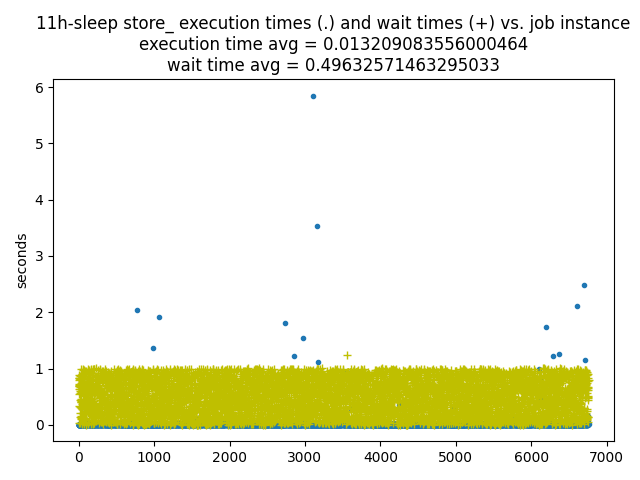 11h-sleep store_ execution times (.) and wait times (+) vs. job instance
execution time avg = 0.013209083556000464
wait time avg = 0.49632571463295033
6
5
4
3
2
1
0
seconds
0 1000 2000 3000 4000 5000 6000 7000